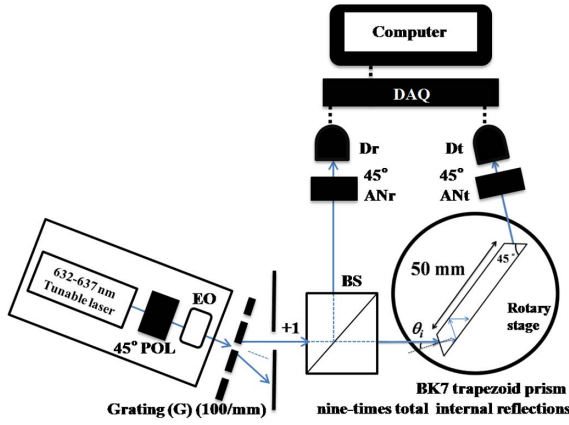 Computer
DAQ
Dr
Dt
45°
ANr
45°
ANt
632-637 nm
Tunable laser
EO
45° POL
+1
BS
50 mm
45°
θi
Rotary
stage
Grating (G) (100/mm)
BK7 trapezoid prism
nine-times total internal reflections